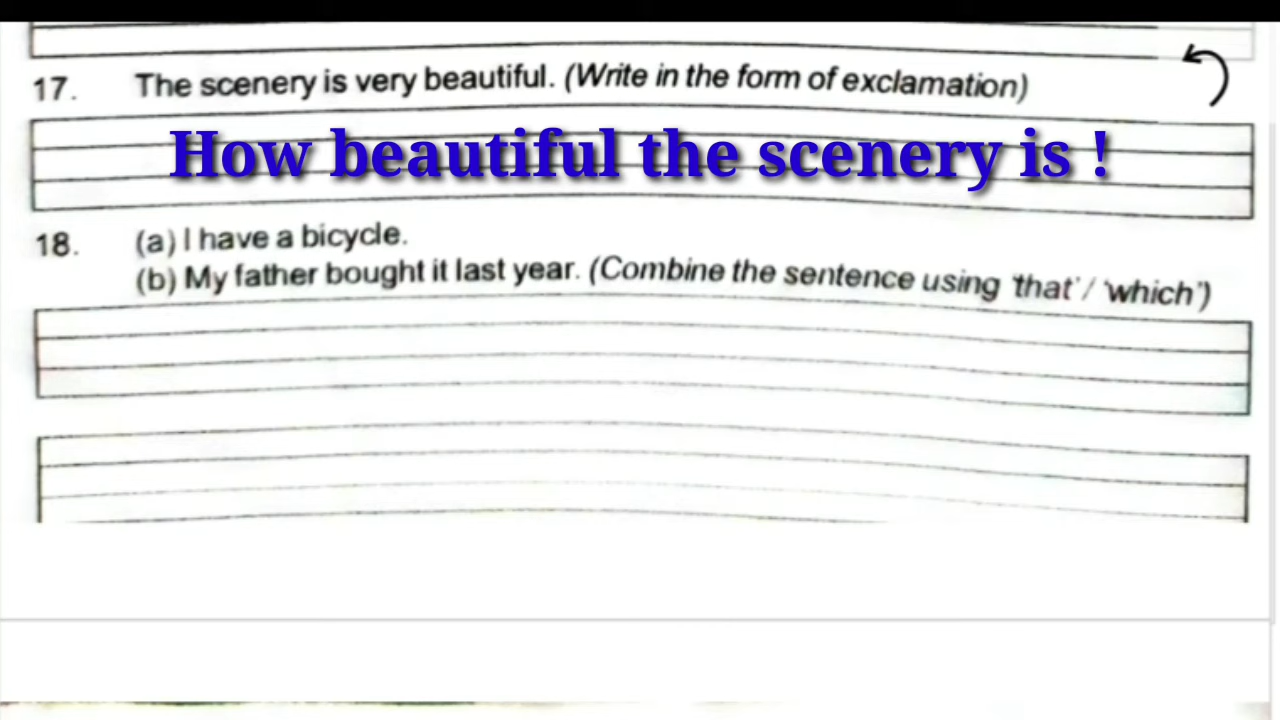 17. The scenery is very beautiful. (Write in the form of exclamation)
How beautiful the scenery is !
18. (a) I have a bicycle.
(b) My father bought it last year. (Combine the sentence using 'that' / 'which')